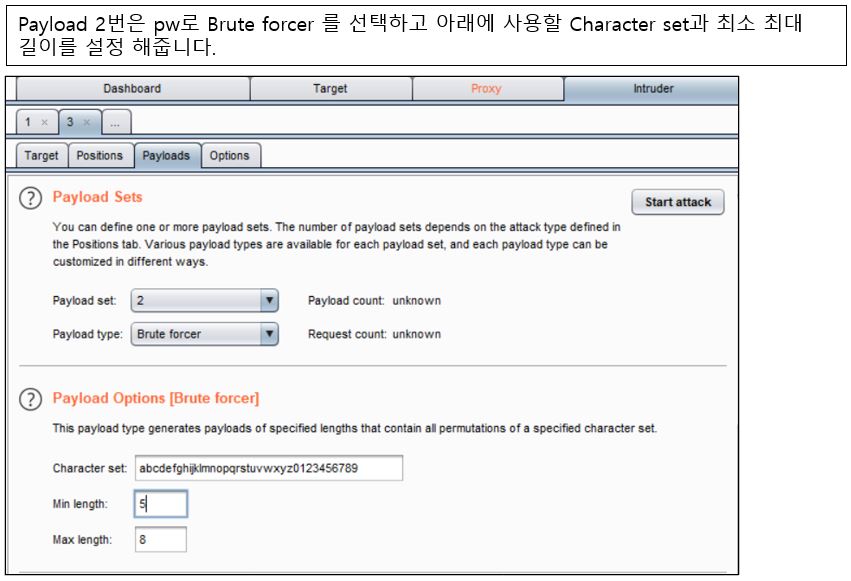 Payload 2번은 pw로 Brute forcer 를 선택하고 아래에 사용할 Character set과 최소 최대
길이를 설정 해줍니다.
Dashboard Target Proxy Intruder
1 × 3 × ...
Target Positions Payloads Options
? Payload Sets Start attack
You can define one or more payload sets. The number of payload sets depends on the attack type defined in
the Positions tab. Various payload types are available for each payload set, and each payload type can be
customized in different ways.
Payload set: 2 Payload count: unknown
Payload type: Brute forcer Request count: unknown
? Payload Options [Brute forcer]
This payload type generates payloads of specified lengths that contain all permutations of a specified character set.
Character set: abcdefghijklmnopqrstuvwxyz0123456789
Min length: 5
Max length: 8